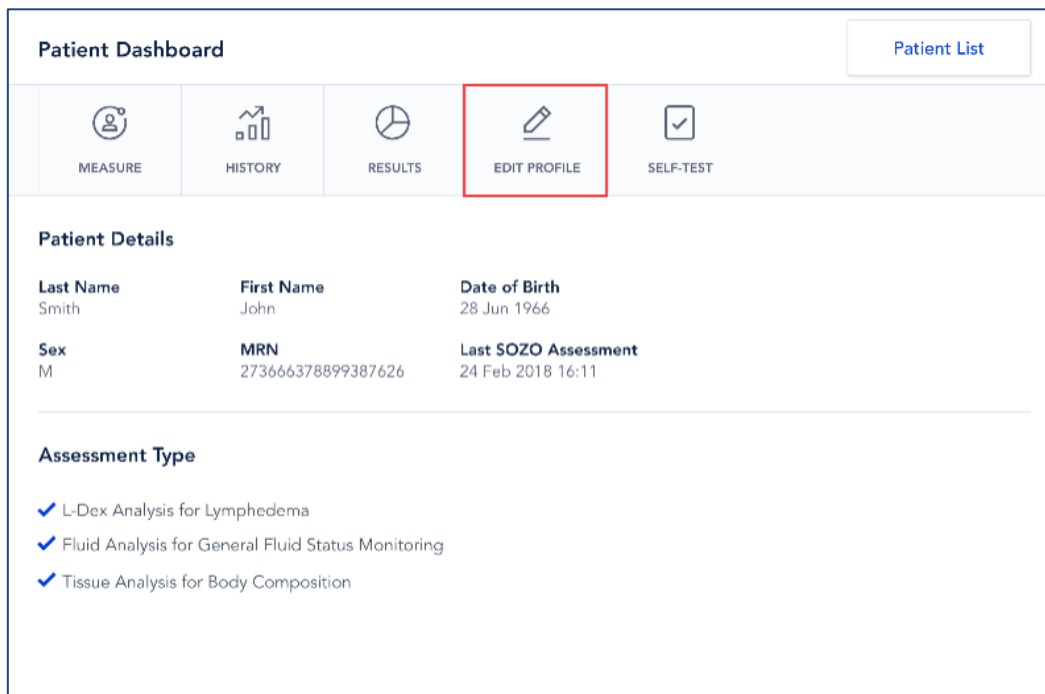 Patient Dashboard
Patient List
MEASURE
HISTORY
RESULTS
EDIT PROFILE
SELF-TEST
Patient Details
Last Name
First Name
Date of Birth
Smith
John
28 Jun 1966
Sex
MRN
Last SOZO Assessment
M
273666378899387626
24 Feb 2018 16:11
Assessment Type
L-Dex Analysis for Lymphedema
Fluid Analysis for General Fluid Status Monitoring
Tissue Analysis for Body Composition